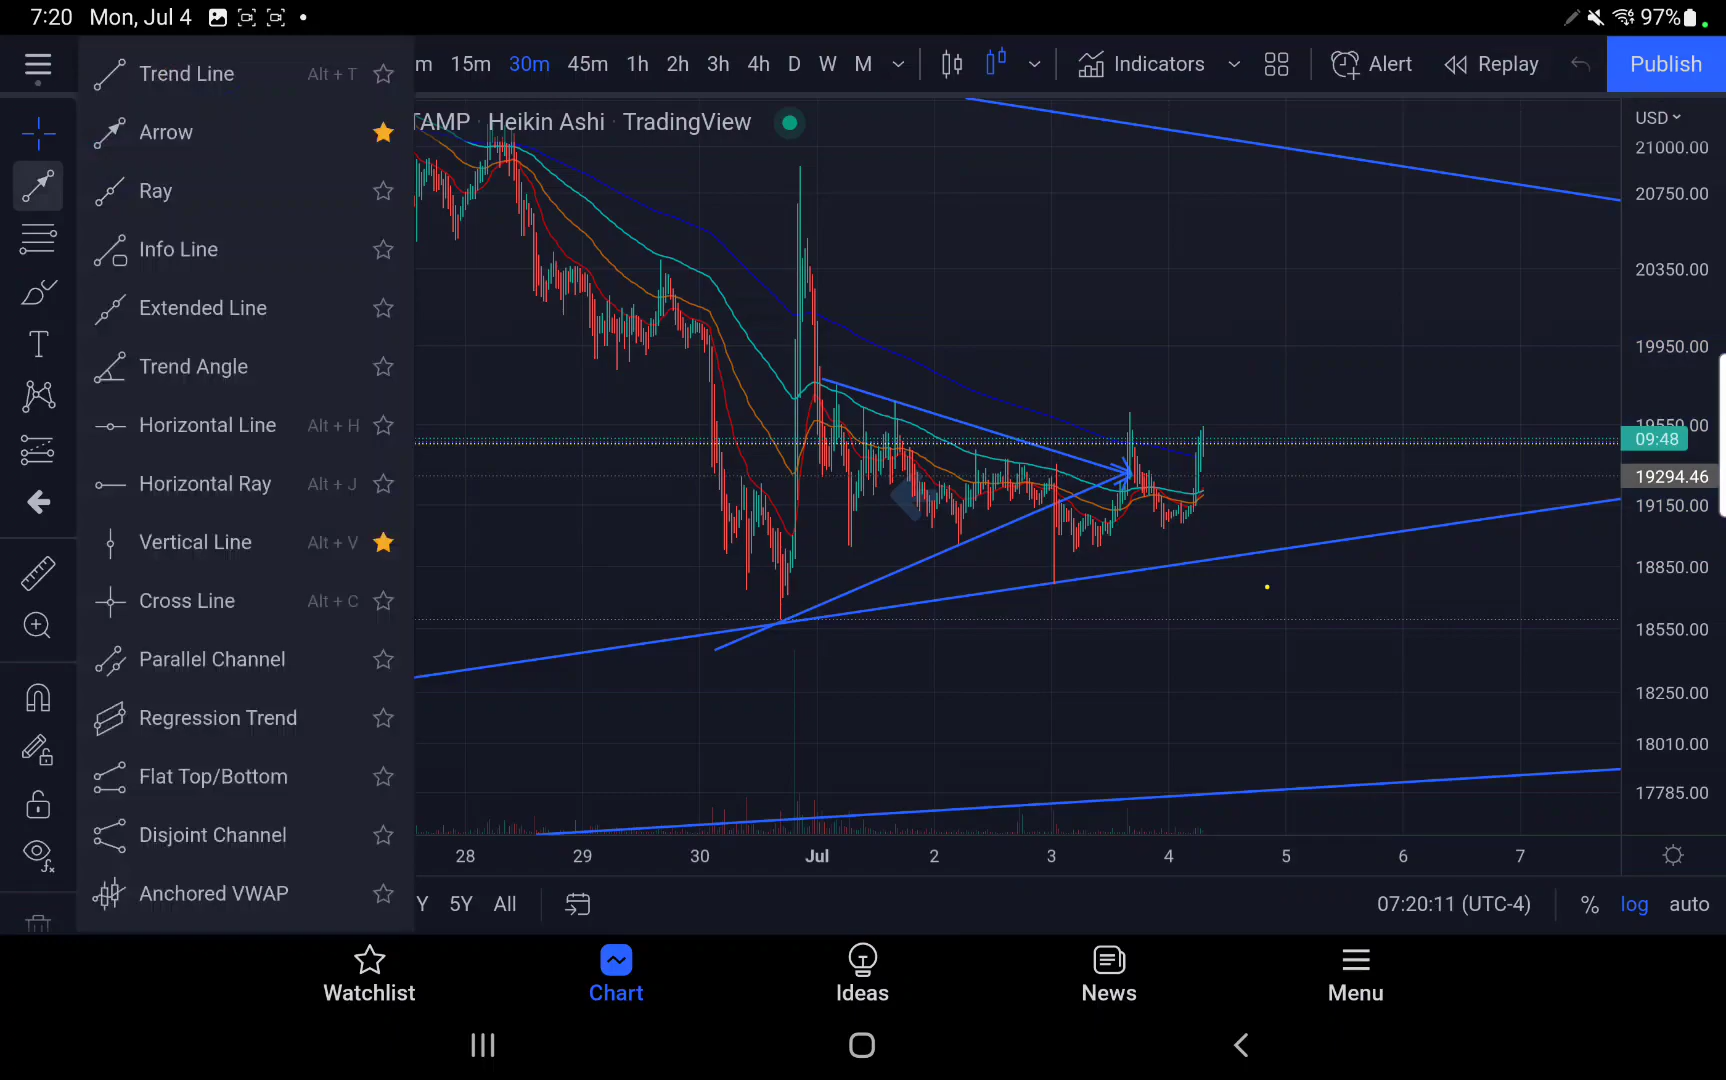 7:20 Mon, Jul 4
97%
m 15m 30m 45m 1h 2h 3h 4h D W M
Indicators
Alert
Replay
Publish
Trend Line Alt + T
Arrow
Ray
Info Line
Extended Line
Trend Angle
Horizontal Line Alt + H
Horizontal Ray Alt + J
Vertical Line Alt + V
Cross Line Alt + C
Parallel Channel
Regression Trend
Flat Top/Bottom
Disjoint Channel
Anchored VWAP
TAMP · Heikin Ashi · TradingView
USD
21000.00
20750.00
20350.00
19950.00
19550.00
09:48
19294.46
19150.00
18850.00
18550.00
18250.00
18010.00
17785.00
28 29 30 Jul 2 3 4 5 6 7
Y 5Y All
07:20:11 (UTC-4) % log auto
Watchlist Chart Ideas News Menu